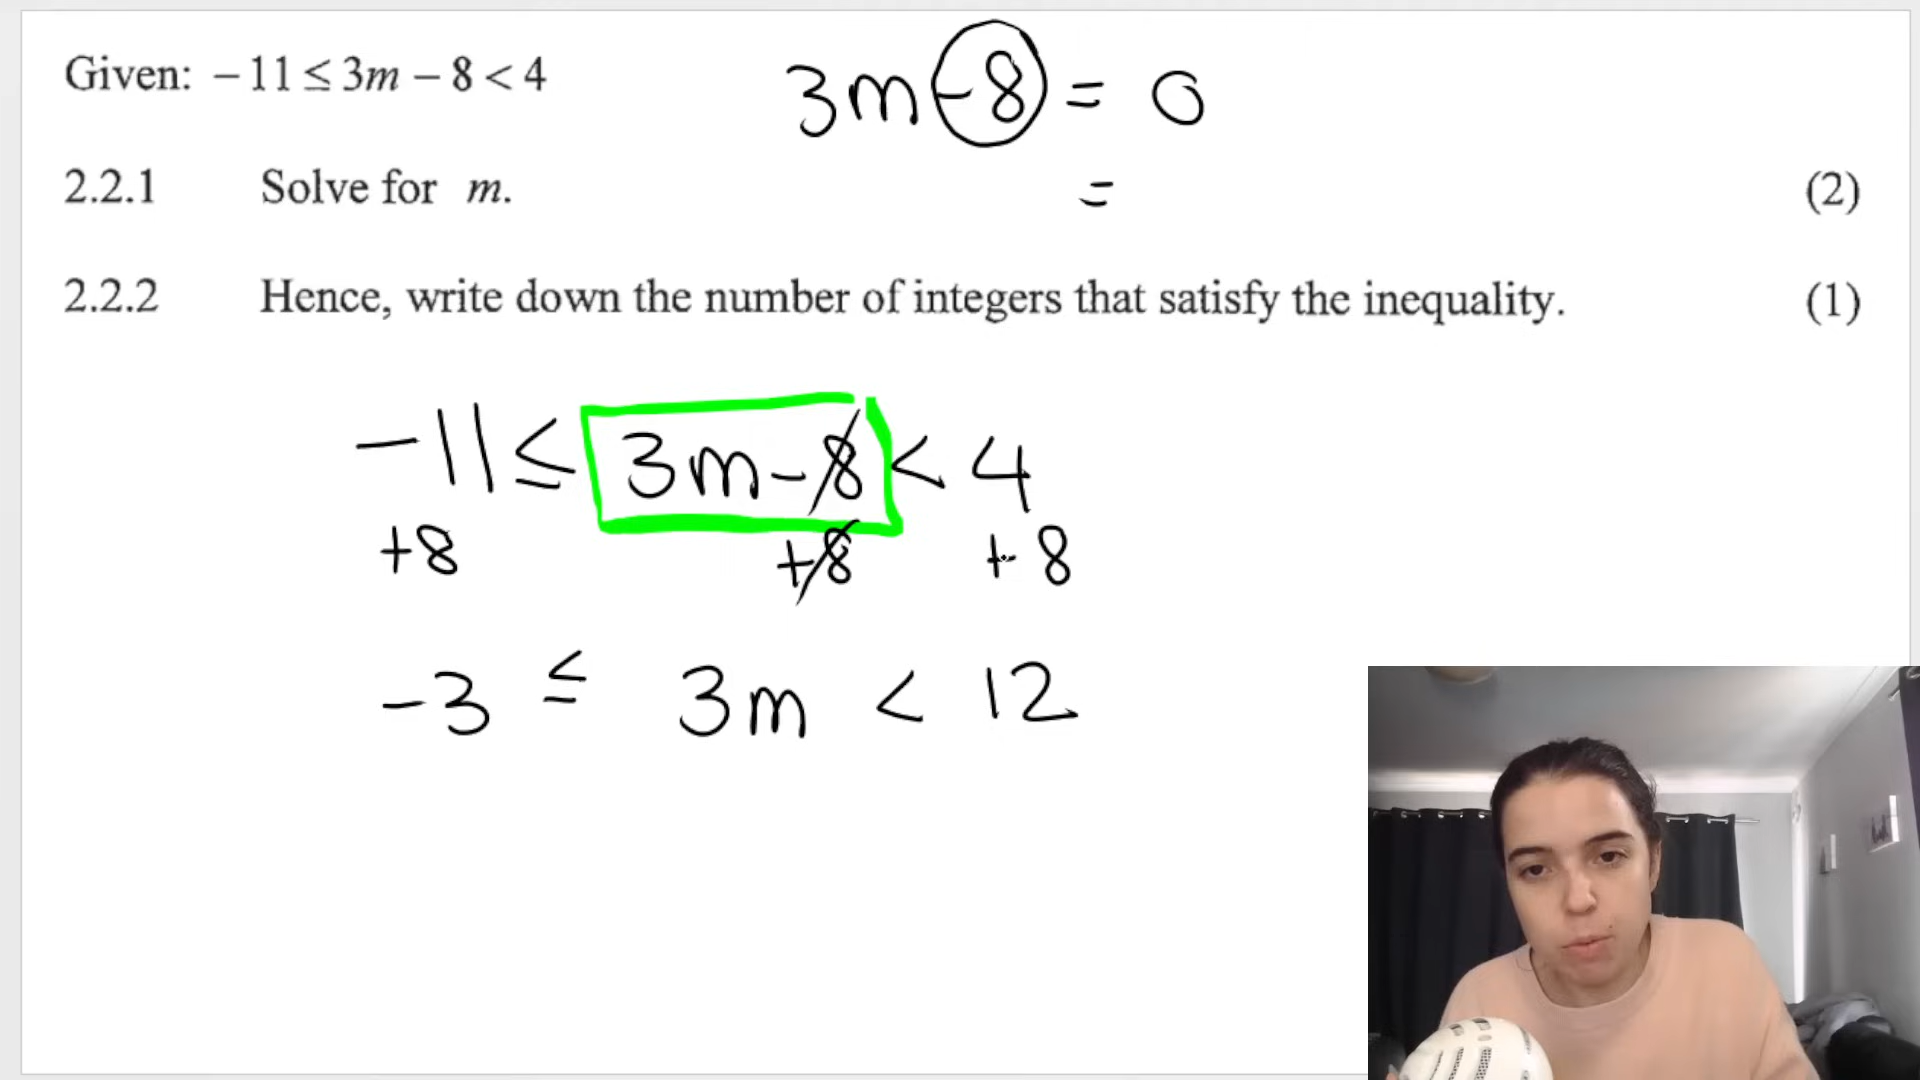 Given: −11 ≤ 3m − 8 < 4
3m − 8 = 0
=
2.2.1 Solve for m. (2)
2.2.2 Hence, write down the number of integers that satisfy the inequality. (1)
−11 ≤ 3m − 8 < 4
+8 +8 +8
−3 ≤ 3m < 12